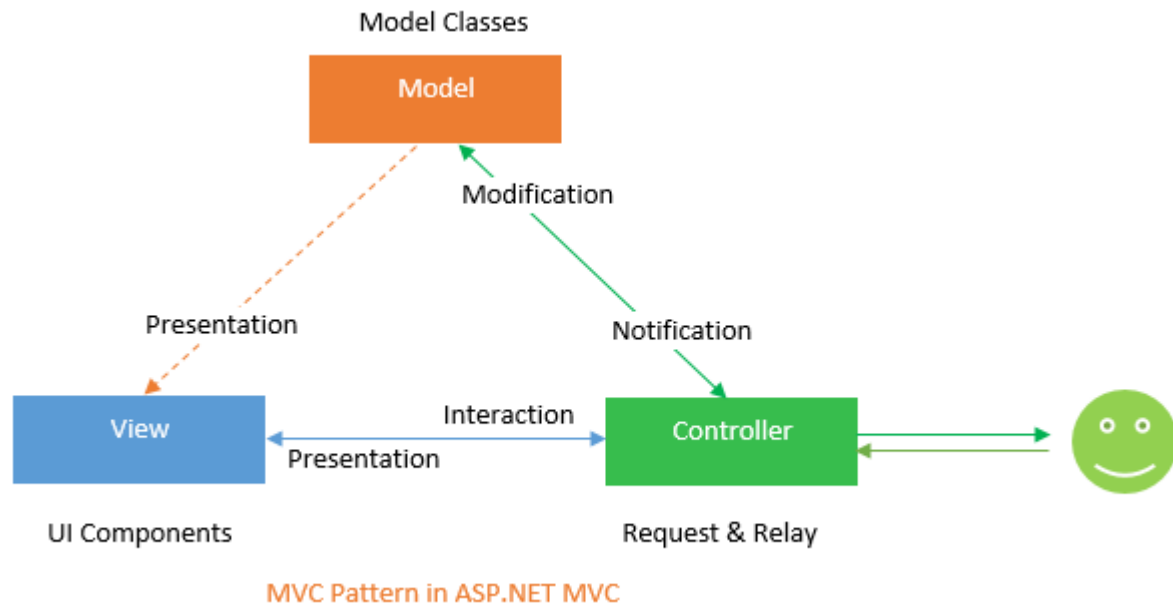 Model Classes
Model
Modification
Presentation
Notification
View
Interaction
Presentation
Controller
UI Components
Request & Relay
MVC Pattern in ASP.NET MVC